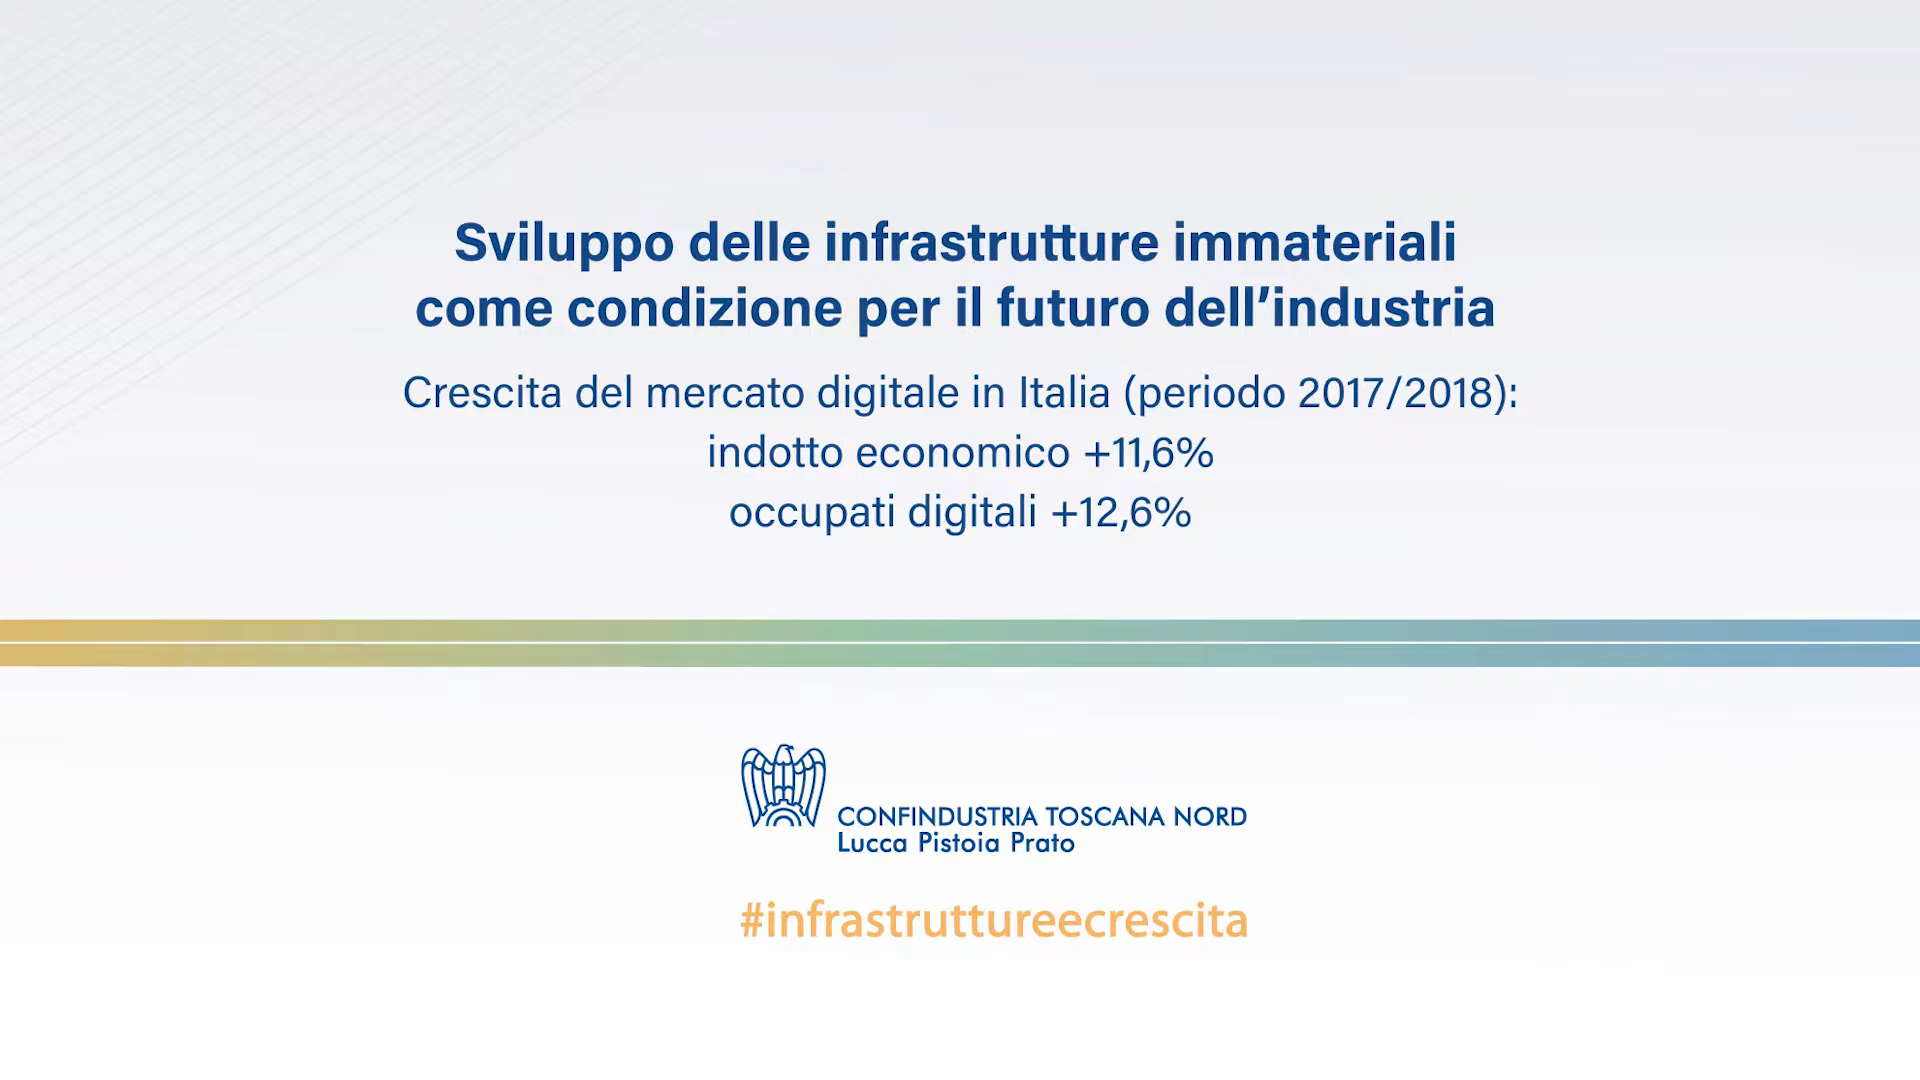 Sviluppo delle infrastrutture immateriali
come condizione per il futuro dell’industria
Crescita del mercato digitale in Italia (periodo 2017/2018):
indotto economico +11,6%
occupati digitali +12,6%
CONFINDUSTRIA TOSCANA NORD
Lucca Pistoia Prato
#infrastruttureecrescita